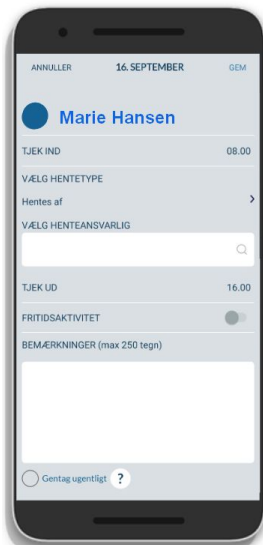 ANNULLER 16. SEPTEMBER GEM
Marie Hansen
TJEK IND 08.00
VÆLG HENTETYPE
Hentes af
VÆLG HENTEANSVARLIG
TJEK UD 16.00
FRITIDSAKTIVITET
BEMÆRKNINGER (max 250 tegn)
Gentag ugentligt ?